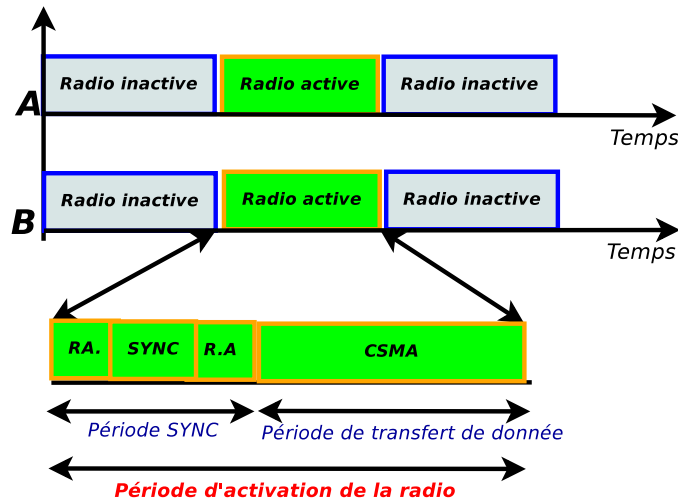 Radio inactive Radio active Radio inactive
A
Temps
Radio inactive Radio active Radio inactive
B
Temps
RA. SYNC R.A CSMA
Période SYNC Période de transfert de donnée
Période d'activation de la radio